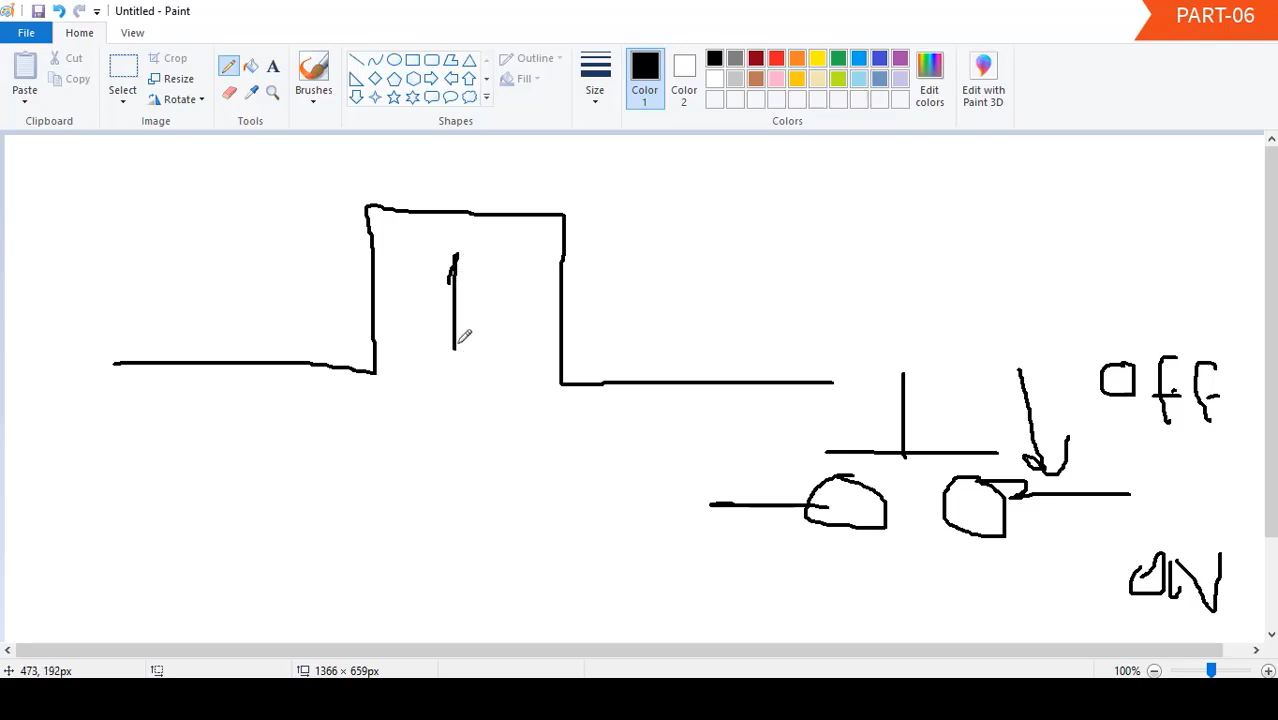 Untitled - Paint
PART-06
File
Home
View
Paste
Cut
Copy
Clipboard
Select
Crop
Resize
Rotate
Image
A
Tools
Brushes
Outline
Fill
Shapes
Size
Color
1
Color
2
Edit
colors
Colors
Edit with
Paint 3D
1
off
ON
473, 192px
1366 × 659px
100%